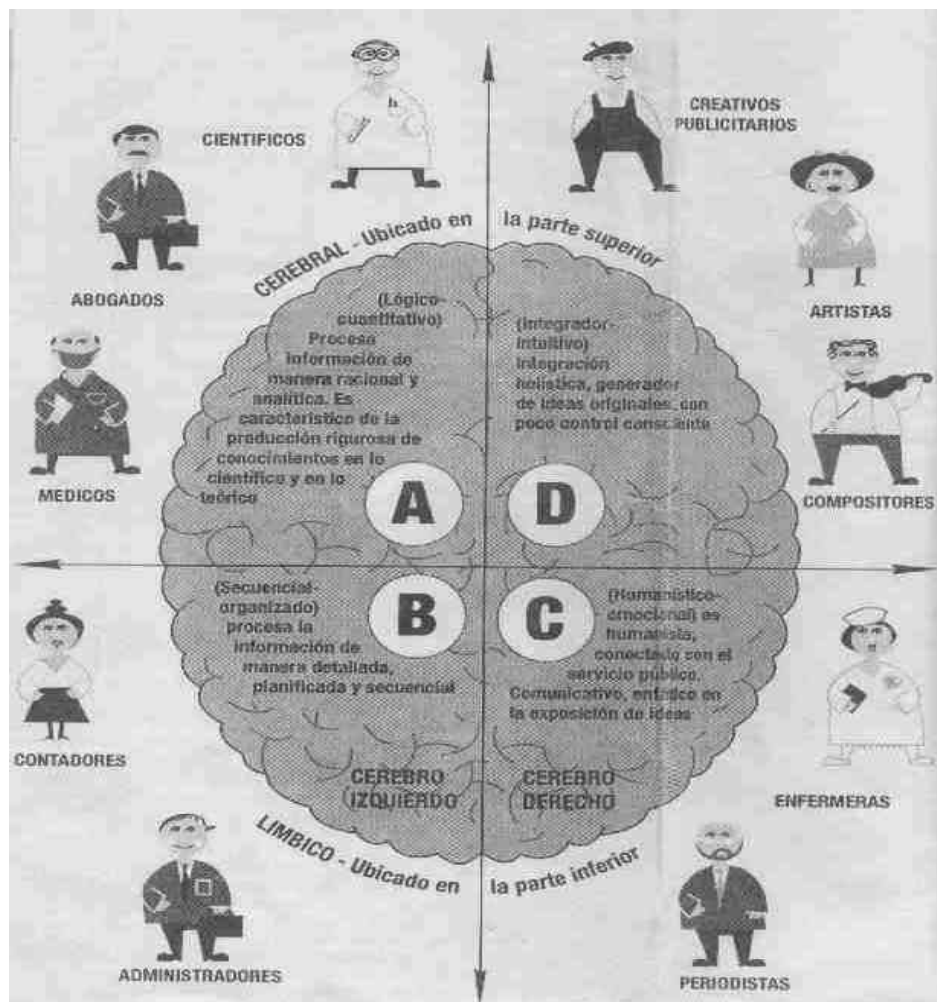 CIENTIFICOS
CREATIVOS
PUBLICITARIOS
ABOGADOS
ARTISTAS
MEDICOS
COMPOSITORES
CEREBRAL - Ubicado en la parte superior
(Lógico-
cuantitativo)
Procesa
información de
manera racional y
analítica. Es
característico de la
producción rigurosa de
conocimientos en lo
científico y en lo
teórico
A
(Integrador-
intuitivo)
Integración
holística, generador
de ideas originales, con
poco control consciente
D
(Secuencial-
organizado)
procesa la
información de
manera detallada,
planificada y secuencial
B
(Humanístico-
emocional) es
humanista,
conectado con el
servicio público.
Comunicativo, enfático en
la exposición de ideas
C
CEREBRO
IZQUIERDO
CEREBRO
DERECHO
LIMBICO - Ubicado en la parte inferior
CONTADORES
ENFERMERAS
ADMINISTRADORES
PERIODISTAS
h